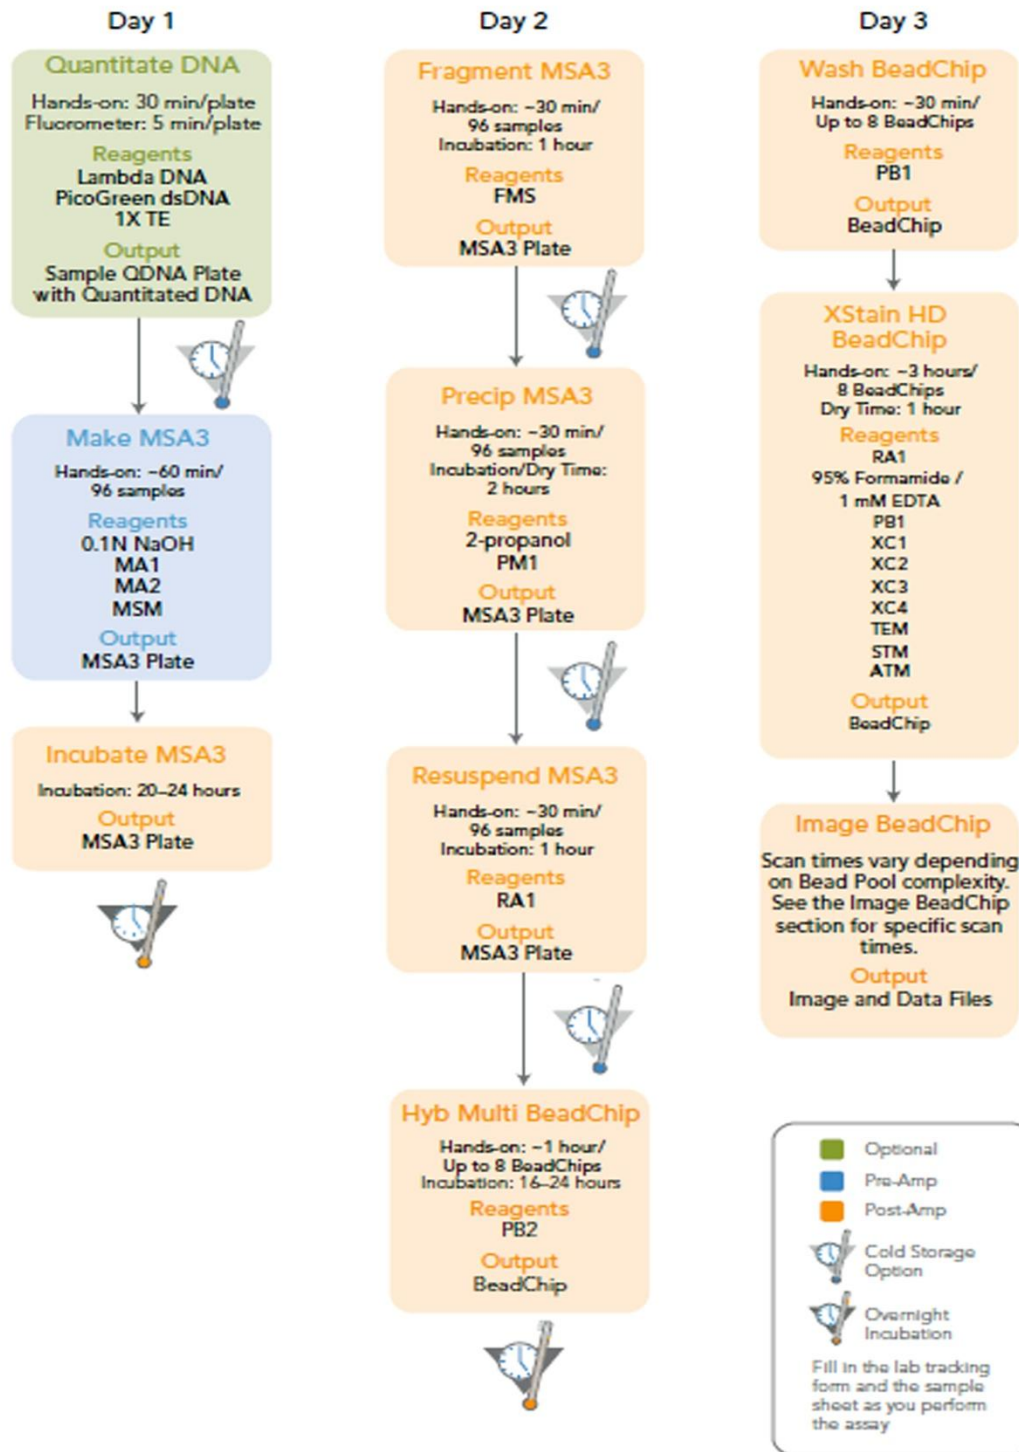 Day 1
Quantitate DNA
Hands-on: 30 min/plate
Fluorometer: 5 min/plate
Reagents
Lambda DNA
PicoGreen dsDNA
1X TE
Output
Sample QDNA Plate
with Quantitated DNA
Make MSA3
Hands-on: ~60 min/
96 samples
Reagents
0.1N NaOH
MA1
MA2
MSM
Output
MSA3 Plate
Incubate MSA3
Incubation: 20–24 hours
Output
MSA3 Plate
Day 2
Fragment MSA3
Hands-on: ~30 min/
96 samples
Incubation: 1 hour
Reagents
FMS
Output
MSA3 Plate
Precip MSA3
Hands-on: ~30 min/
96 samples
Incubation/Dry Time:
2 hours
Reagents
2-propanol
PM1
Output
MSA3 Plate
Resuspend MSA3
Hands-on: ~30 min/
96 samples
Incubation: 1 hour
Reagents
RA1
Output
MSA3 Plate
Hyb Multi BeadChip
Hands-on: ~1 hour/
Up to 8 BeadChips
Incubation: 16–24 hours
Reagents
PB2
Output
BeadChip
Day 3
Wash BeadChip
Hands-on: ~30 min/
Up to 8 BeadChips
Reagents
PB1
Output
BeadChip
XStain HD
BeadChip
Hands-on: ~3 hours/
8 BeadChips
Dry Time: 1 hour
Reagents
RA1
95% Formamide /
1 mM EDTA
PB1
XC1
XC2
XC3
XC4
TEM
STM
ATM
Output
BeadChip
Image BeadChip
Scan times vary depending
on Bead Pool complexity.
See the Image BeadChip
section for specific scan
times.
Output
Image and Data Files
Optional
Pre-Amp
Post-Amp
Cold Storage
Option
Overnight
Incubation
Fill in the lab tracking
form and the sample
sheet as you perform
the assay